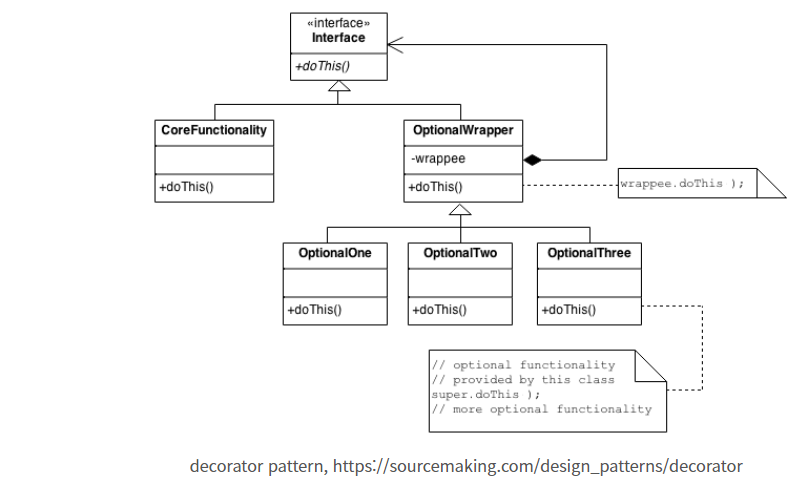 «interface»
Interface
+doThis()
CoreFunctionality
+doThis()
OptionalWrapper
-wrappee
+doThis()
wrappee.doThis );
OptionalOne
+doThis()
OptionalTwo
+doThis()
OptionalThree
+doThis()
// optional functionality
// provided by this class
super.doThis );
// more optional functionality
decorator pattern, https://sourcemaking.com/design_patterns/decorator